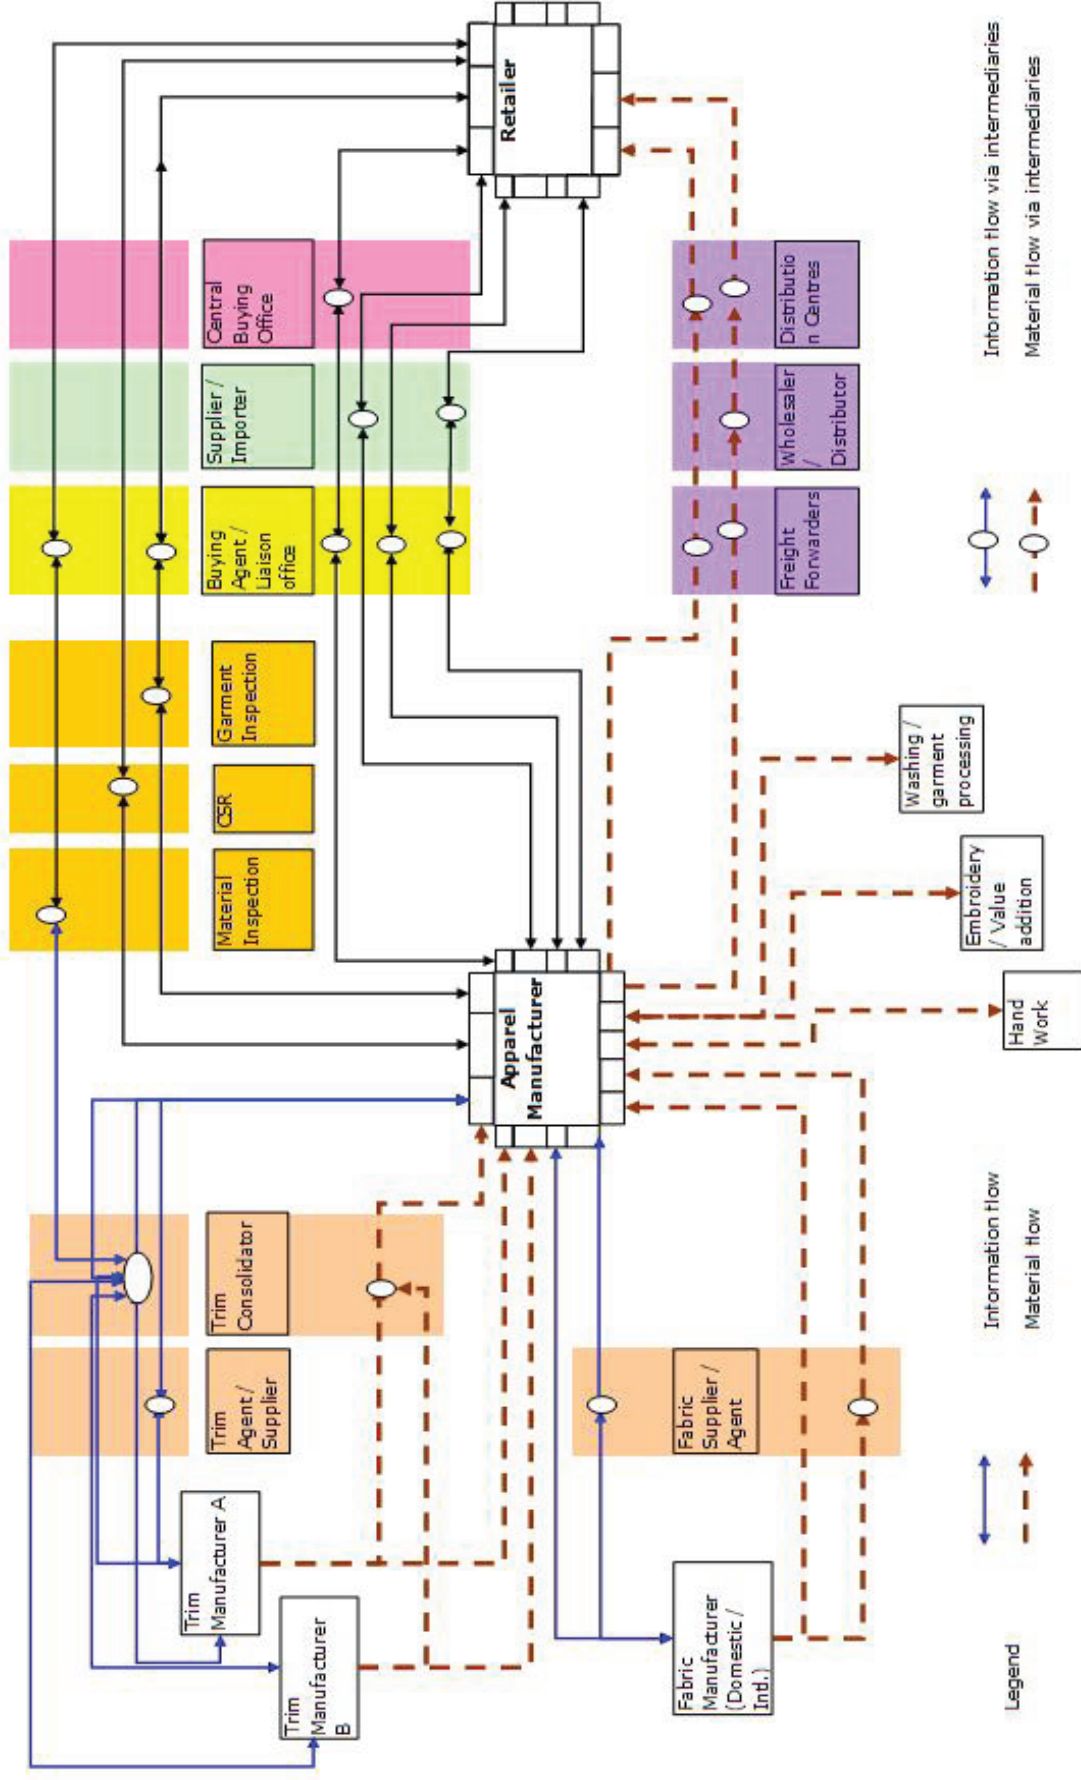 Trim
Manufacturer
B
Trim
Manufacturer A
Trim
Agent /
Supplier
Trim
Consolidator
Material
Inspection
CSR
Garment
Inspection
Buying
Agent /
Liaison
office
Supplier /
Importer
Central
Buying
Office
Apparel
Manufacturer
Retailer
Fabric
Manufacturer
(Domestic /
Intl.)
Fabric
Supplier /
Agent
Freight
Forwarders
Wholesaler
/
Distributor
Distributio
n Centres
Hand
Work
Embroidery
/ Value
addition
Washing /
garment
processing
Legend
Information flow
Material flow
Information flow via intermediaries
Material flow via intermediaries